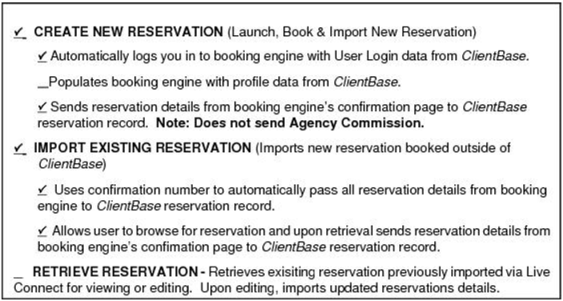 ✓ CREATE NEW RESERVATION (Launch, Book & Import New Reservation)
✓ Automatically logs you in to booking engine with User Login data from ClientBase.
_Populates booking engine with profile data from ClientBase.
✓ Sends reservation details from booking engine's confirmation page to ClientBase
reservation record. Note: Does not send Agency Commission.
✓ IMPORT EXISTING RESERVATION (Imports new reservation booked outside of
ClientBase)
✓ Uses confirmation number to automatically pass all reservation details from booking
engine to ClientBase reservation record.
✓ Allows user to browse for reservation and upon retrieval sends reservation details from
booking engine's confimation page to ClientBase reservation record.
_ RETRIEVE RESERVATION - Retrieves exisiting reservation previously imported via Live
Connect for viewing or editing. Upon editing, imports updated reservations details.